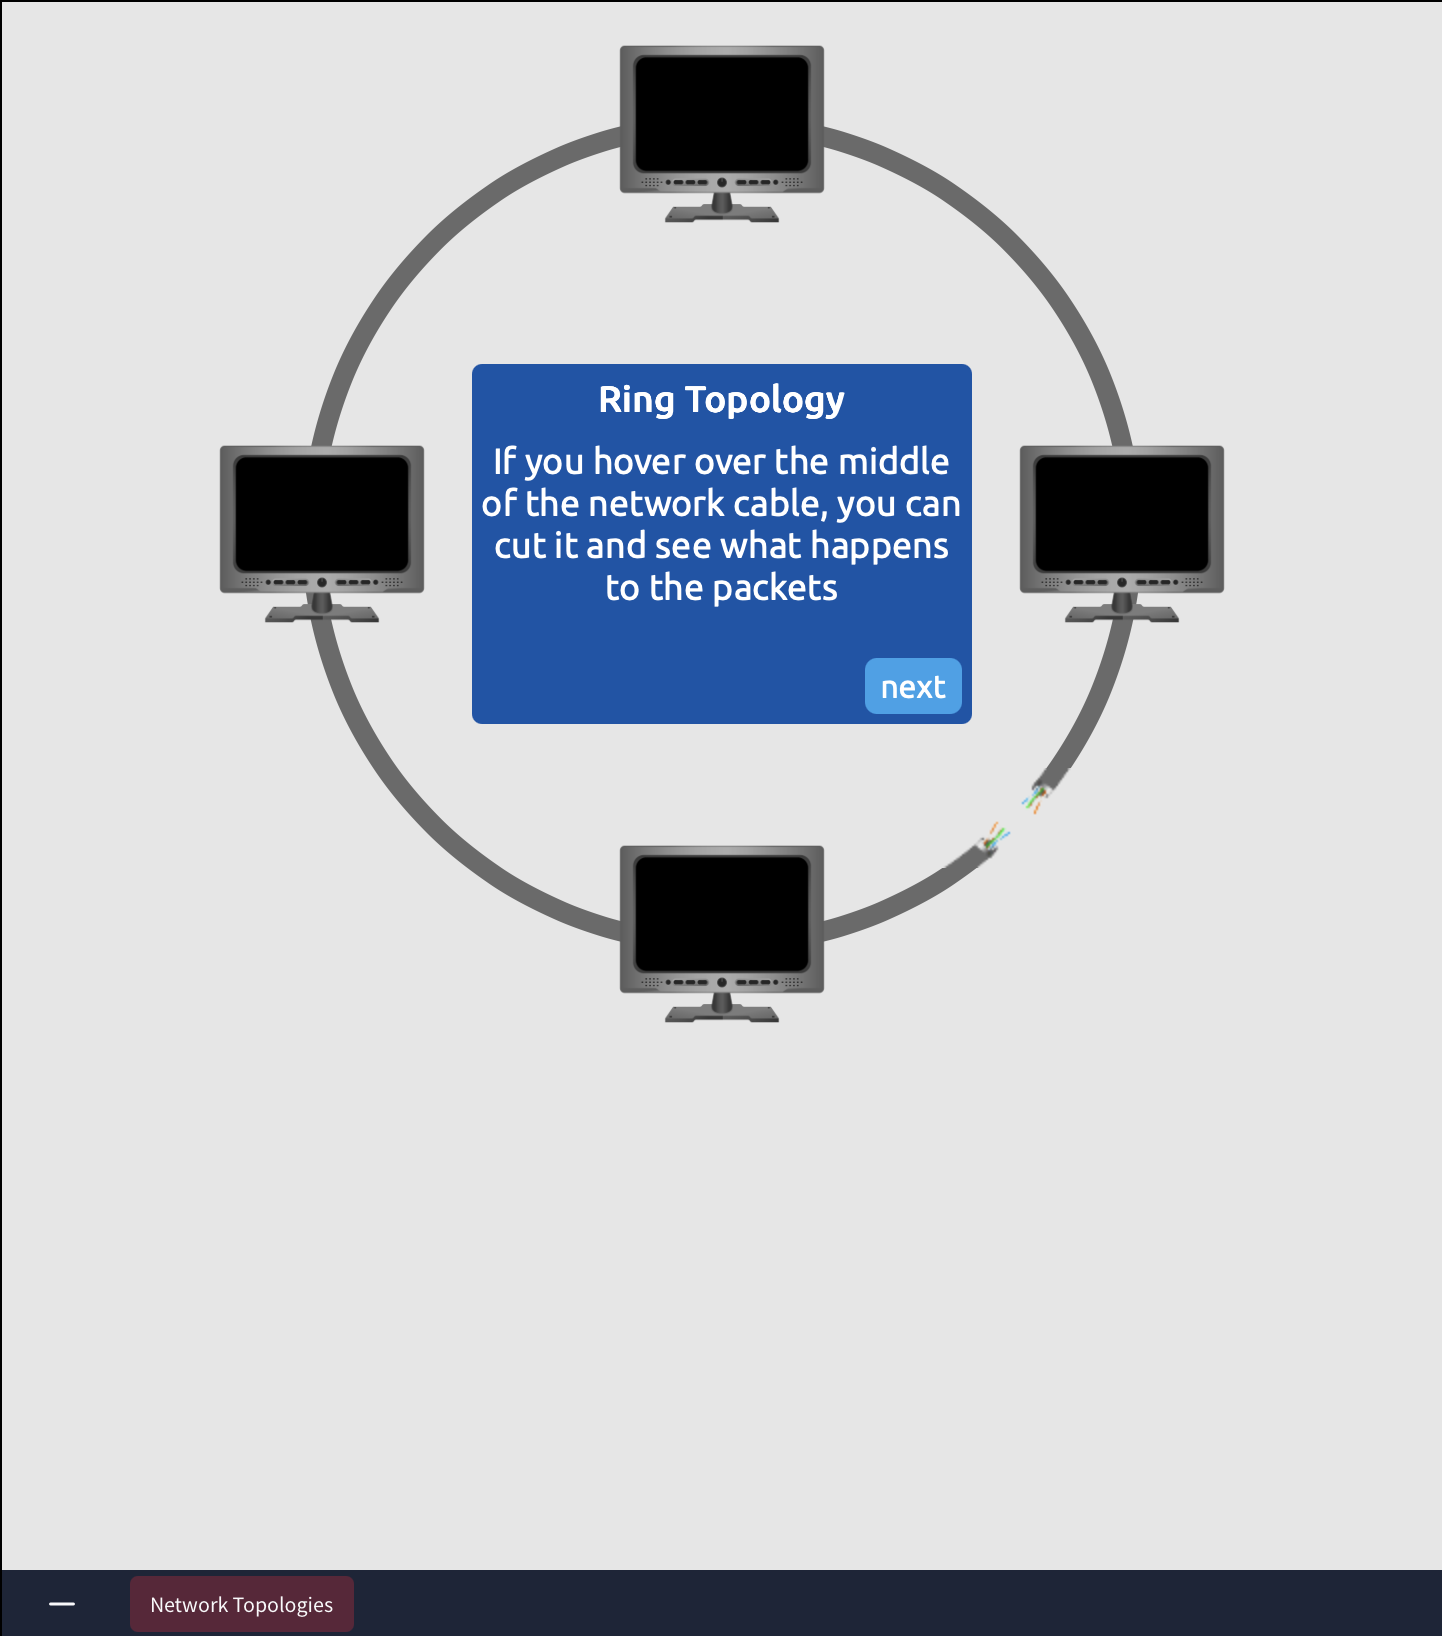 Ring Topology
If you hover over the middle
of the network cable, you can
cut it and see what happens
to the packets
next
Network Topologies